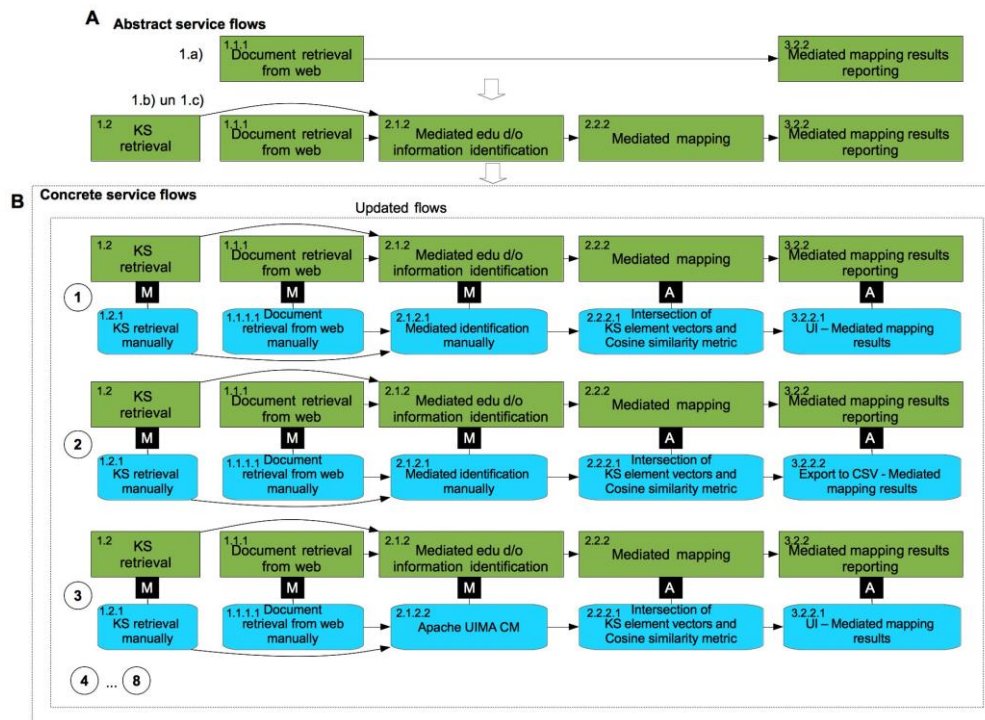 A
Abstract service flows
1.a)
1.1.1
Document retrieval
from web
3.2.2
Mediated mapping results
reporting
1.b) un 1.c)
1.2
KS
retrieval
1.1.1
Document retrieval
from web
2.1.2
Mediated edu d/o
information identification
2.2.2
Mediated mapping
3.2.2
Mediated mapping results
reporting
B
Concrete service flows
Updated flows
1.2
KS
retrieval
1.1.1
Document retrieval
from web
2.1.2
Mediated edu d/o
information identification
2.2.2
Mediated mapping
3.2.2
Mediated mapping results
reporting
1
M
M
M
A
A
1.2.1
KS retrieval
manually
1.1.1.1
Document
retrieval from web
manually
2.1.2.1
Mediated identification
manually
2.2.2.1
Intersection of
KS element vectors and
Cosine similarity metric
3.2.2.1
UI – Mediated mapping
results
1.2
KS
retrieval
1.1.1
Document retrieval
from web
2.1.2
Mediated edu d/o
information identification
2.2.2
Mediated mapping
3.2.2
Mediated mapping results
reporting
2
M
M
M
A
A
1.2.1
KS retrieval
manually
1.1.1.1
Document
retrieval from web
manually
2.1.2.1
Mediated identification
manually
2.2.2.1
Intersection of
KS element vectors and
Cosine similarity metric
3.2.2.2
Export to CSV - Mediated
mapping results
1.2
KS
retrieval
1.1.1
Document retrieval
from web
2.1.2
Mediated edu d/o
information identification
2.2.2
Mediated mapping
3.2.2
Mediated mapping results
reporting
3
M
M
M
A
A
1.2.1
KS retrieval
manually
1.1.1.1
Document
retrieval from web
manually
2.1.2.2
Apache UIMA CM
2.2.2.1
Intersection of
KS element vectors and
Cosine similarity metric
3.2.2.1
UI – Mediated mapping
results
4 ... 8